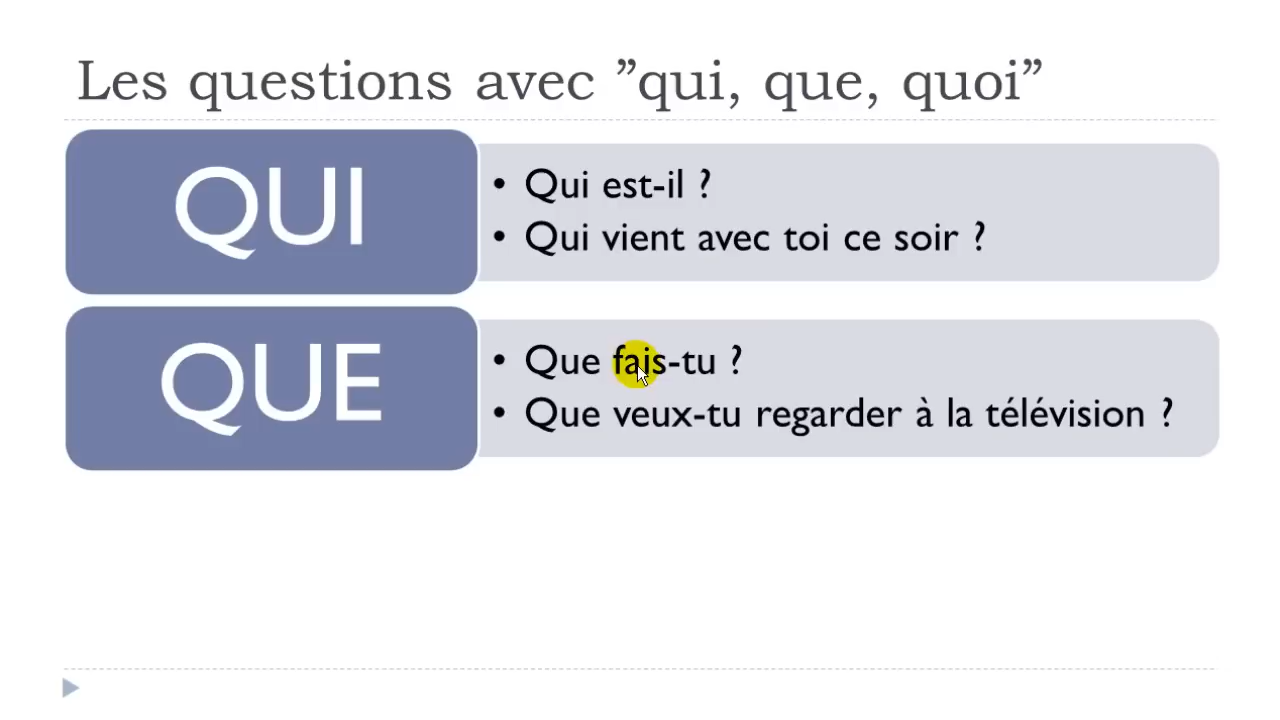 Les questions avec ”qui, que, quoi”
QUI
• Qui est-il ?
• Qui vient avec toi ce soir ?
QUE
• Que fais-tu ?
• Que veux-tu regarder à la télévision ?